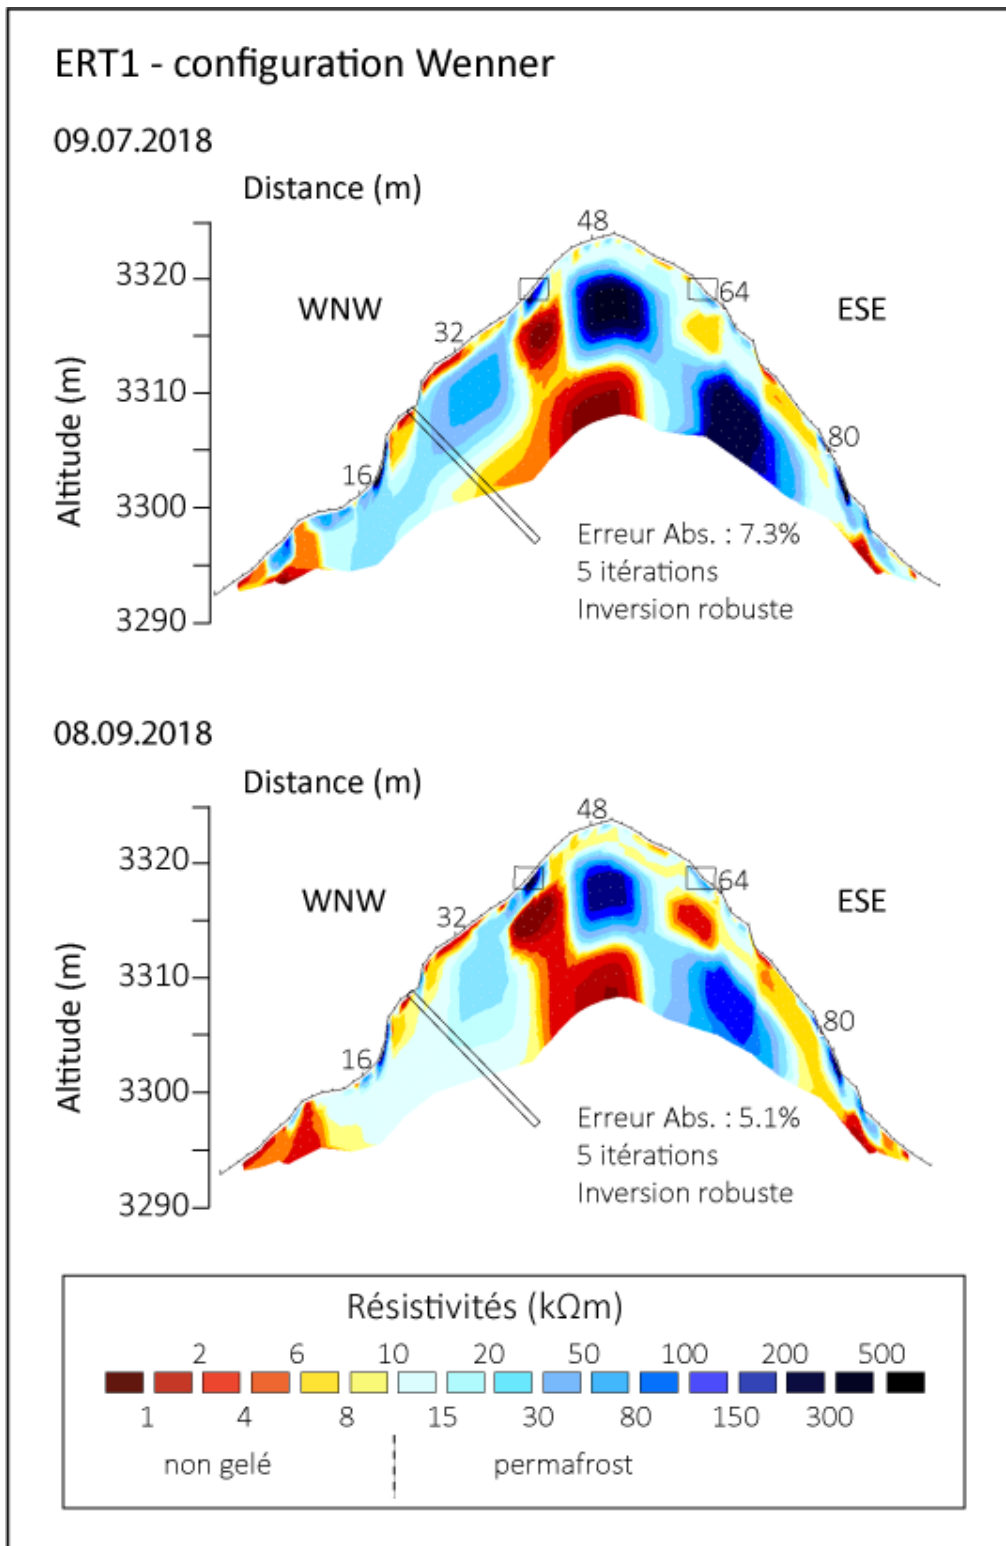 ERT1 - configuration Wenner
09.07.2018
Distance (m)
48
3320
WNW
64
ESE
32
Altitude (m)
3310
80
16
3300
Erreur Abs. : 7.3%
5 itérations
Inversion robuste
3290
08.09.2018
Distance (m)
48
3320
WNW
64
ESE
32
Altitude (m)
3310
80
16
3300
Erreur Abs. : 5.1%
5 itérations
Inversion robuste
3290
Résistivités (kΩm)
2 6 10 20 50 100 200 500
1 4 8 15 30 80 150 300
non gelé permafrost